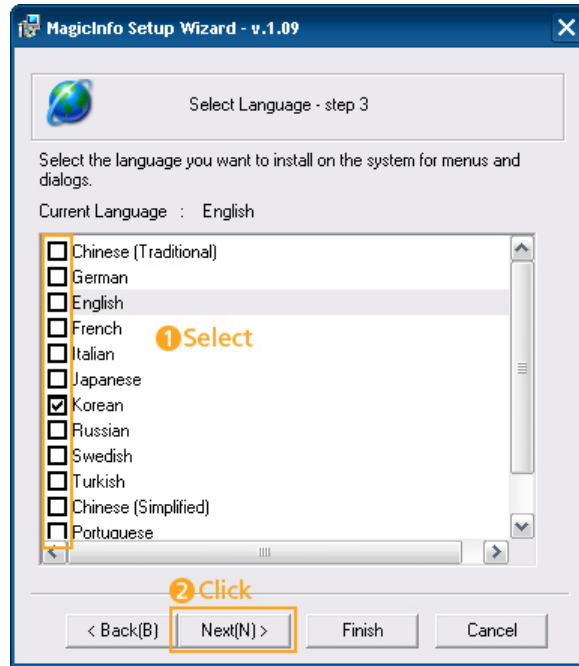 MagicInfo Setup Wizard - v.1.09
Select Language - step 3
Select the language you want to install on the system for menus and
dialogs.
Current Language : English
Chinese (Traditional)
German
English
French
1 Select
Italian
Japanese
Korean
Russian
Swedish
Turkish
Chinese (Simplified)
Portuguese
2 Click
< Back(B)
Next(N) >
Finish
Cancel